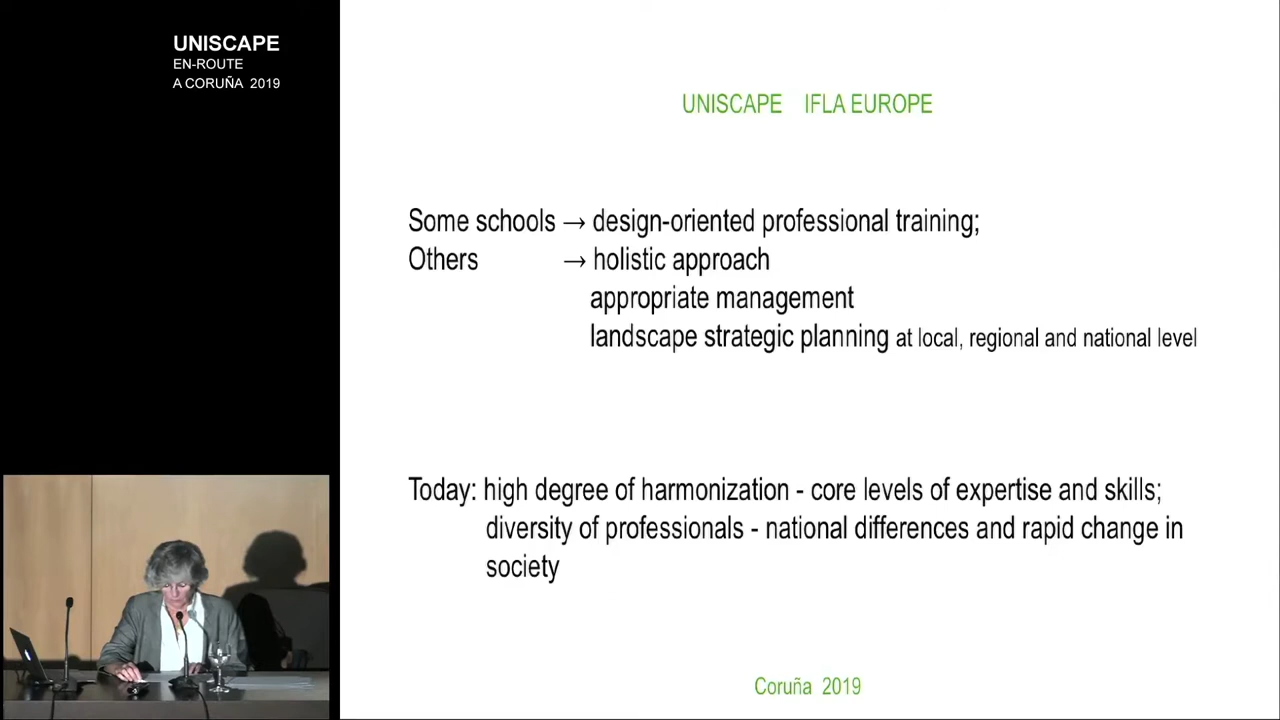 UNISCAPE
EN-ROUTE
A CORUÑA 2019
UNISCAPE IFLA EUROPE
Some schools → design-oriented professional training;
Others → holistic approach
appropriate management
landscape strategic planning at local, regional and national level
Today: high degree of harmonization - core levels of expertise and skills;
diversity of professionals - national differences and rapid change in
society
Coruña 2019